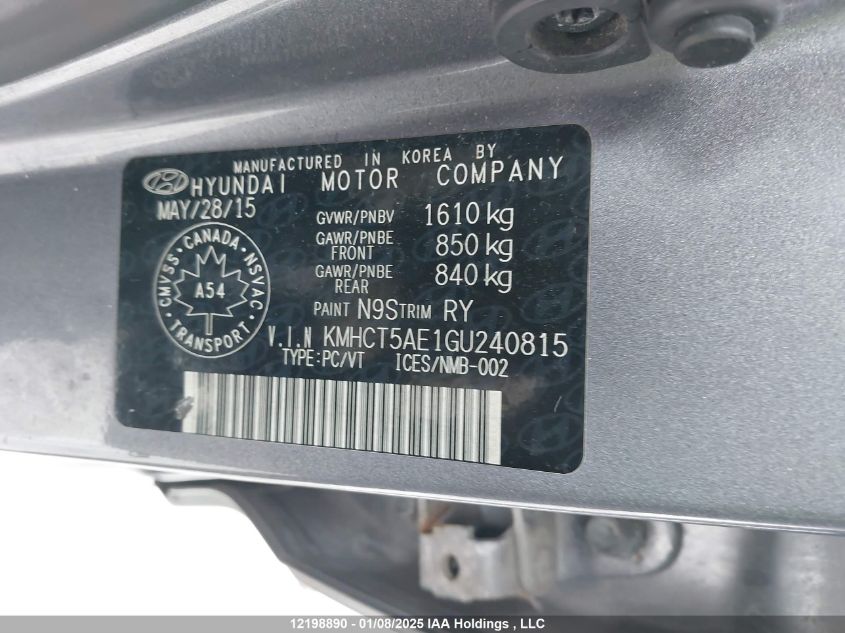 MANUFACTURED IN KOREA BY
HYUNDAI MOTOR COMPANY
MAY/28/15
GVWR/PNBV 1610 kg
GAWR/PNBE FRONT 850 kg
GAWR/PNBE REAR 840 kg
CMVSS · CANADA · NSVAC
A54
TRANSPORT
PAINT N9S TRIM RY
V.I.N KMHCT5AE1GU240815
TYPE:PC/VT ICES/NMB-002
12198890 - 01/08/2025 IAA Holdings, LLC